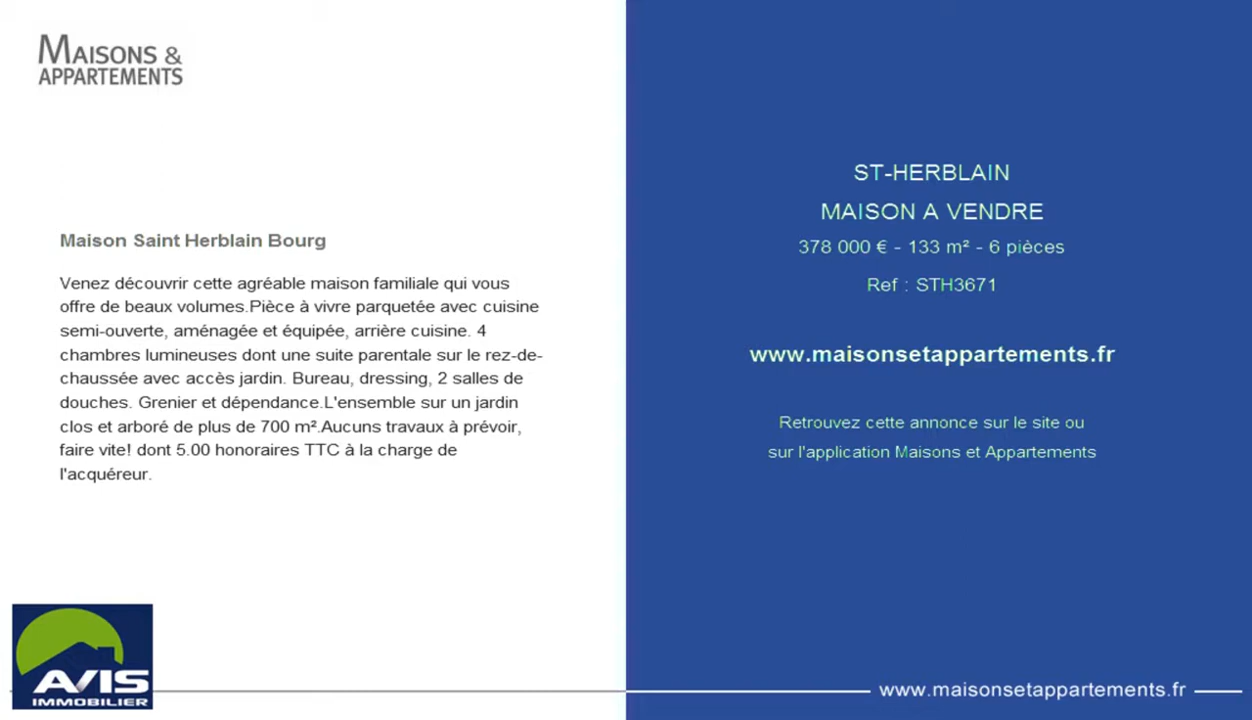 MAISONS &
APPARTEMENTS
Maison Saint Herblain Bourg
Venez découvrir cette agréable maison familiale qui vous
offre de beaux volumes.Pièce à vivre parquetée avec cuisine
semi-ouverte, aménagée et équipée, arrière cuisine. 4
chambres lumineuses dont une suite parentale sur le rez-de-
chaussée avec accès jardin. Bureau, dressing, 2 salles de
douches. Grenier et dépendance.L'ensemble sur un jardin
clos et arboré de plus de 700 m².Aucuns travaux à prévoir,
faire vite! dont 5.00 honoraires TTC à la charge de
l'acquéreur.
AVIS
IMMOBILIER
ST-HERBLAIN
MAISON A VENDRE
378 000 € - 133 m² - 6 pièces
Ref : STH3671
www.maisonsetappartements.fr
Retrouvez cette annonce sur le site ou
sur l'application Maisons et Appartements
www.maisonsetappartements.fr